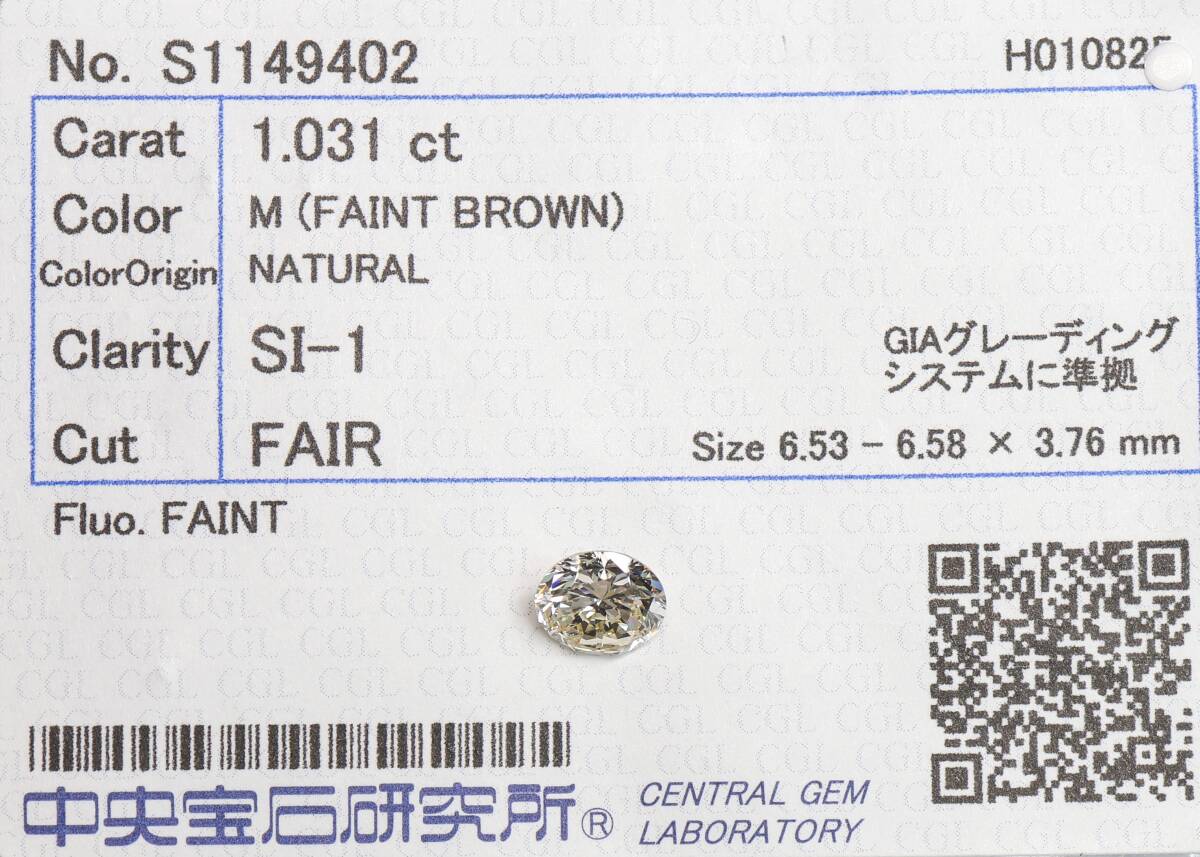 No. S1149402
H010825
Carat 1.031 ct
Color M (FAINT BROWN)
ColorOrigin NATURAL
Clarity SI-1
GIAグレーディング
システムに準拠
Cut FAIR
Size 6.53 - 6.58 × 3.76 mm
Fluo. FAINT
中央宝石研究所®
CENTRAL GEM
LABORATORY